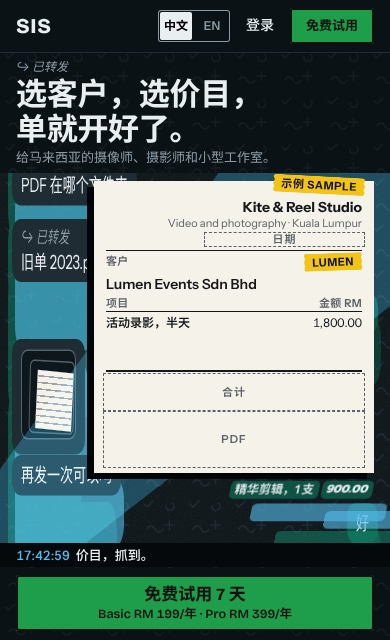 SIS
中文 EN 登录 免费试用
已转发
选客户，选价目，
单就开好了。
给马来西亚的摄像师、摄影师和小型工作室。
PDF 在哪个文件夹
示例 SAMPLE
Kite & Reel Studio
Video and photography · Kuala Lumpur
日期
已转发
旧单 2023.p
客户
LUMEN
Lumen Events Sdn Bhd
项目 金额 RM
活动录影，半天 1,800.00
合计
PDF
再发一次可以吗
精华剪辑，1支 900.00
好
17:42:59 价目，抓到。
免费试用 7 天
Basic RM 199/年 · Pro RM 399/年